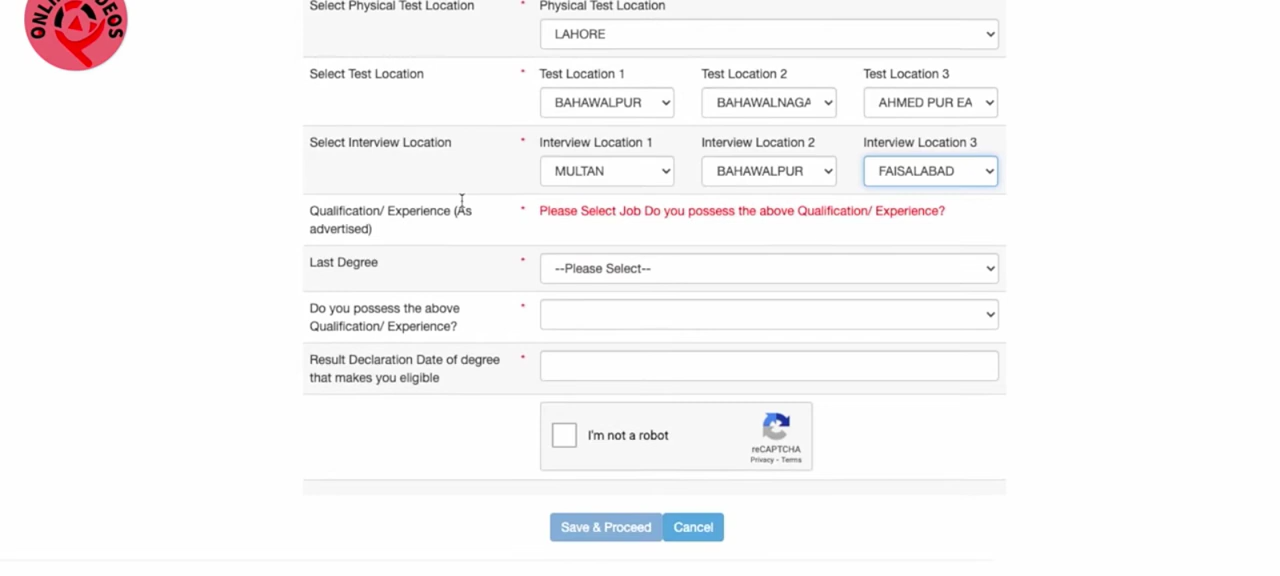 ONLI
DEOS
Select Physical Test Location * Physical Test Location
LAHORE
Select Test Location * Test Location 1 Test Location 2 Test Location 3
BAHAWALPUR BAHAWALNAGA AHMED PUR EA
Select Interview Location * Interview Location 1 Interview Location 2 Interview Location 3
MULTAN BAHAWALPUR FAISALABAD
Qualification/ Experience (As * Please Select Job Do you possess the above Qualification/ Experience?
advertised)
Last Degree * --Please Select--
Do you possess the above *
Qualification/ Experience?
Result Declaration Date of degree *
that makes you eligible
I'm not a robot
reCAPTCHA
Privacy - Terms
Save & Proceed Cancel